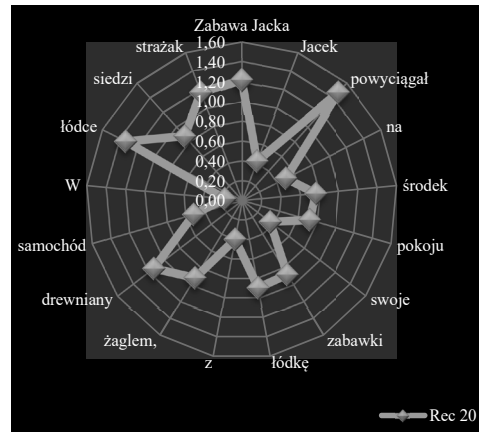 Zabawa Jacka
Jacek
powyciągał
na
środek
pokoju
swoje
zabawki
łódkę
z
żaglem,
drewniany
samochód
W
łódce
siedzi
strażak
1,60
1,40
1,20
1,00
0,80
0,60
0,40
0,20
0,00
Rec 20